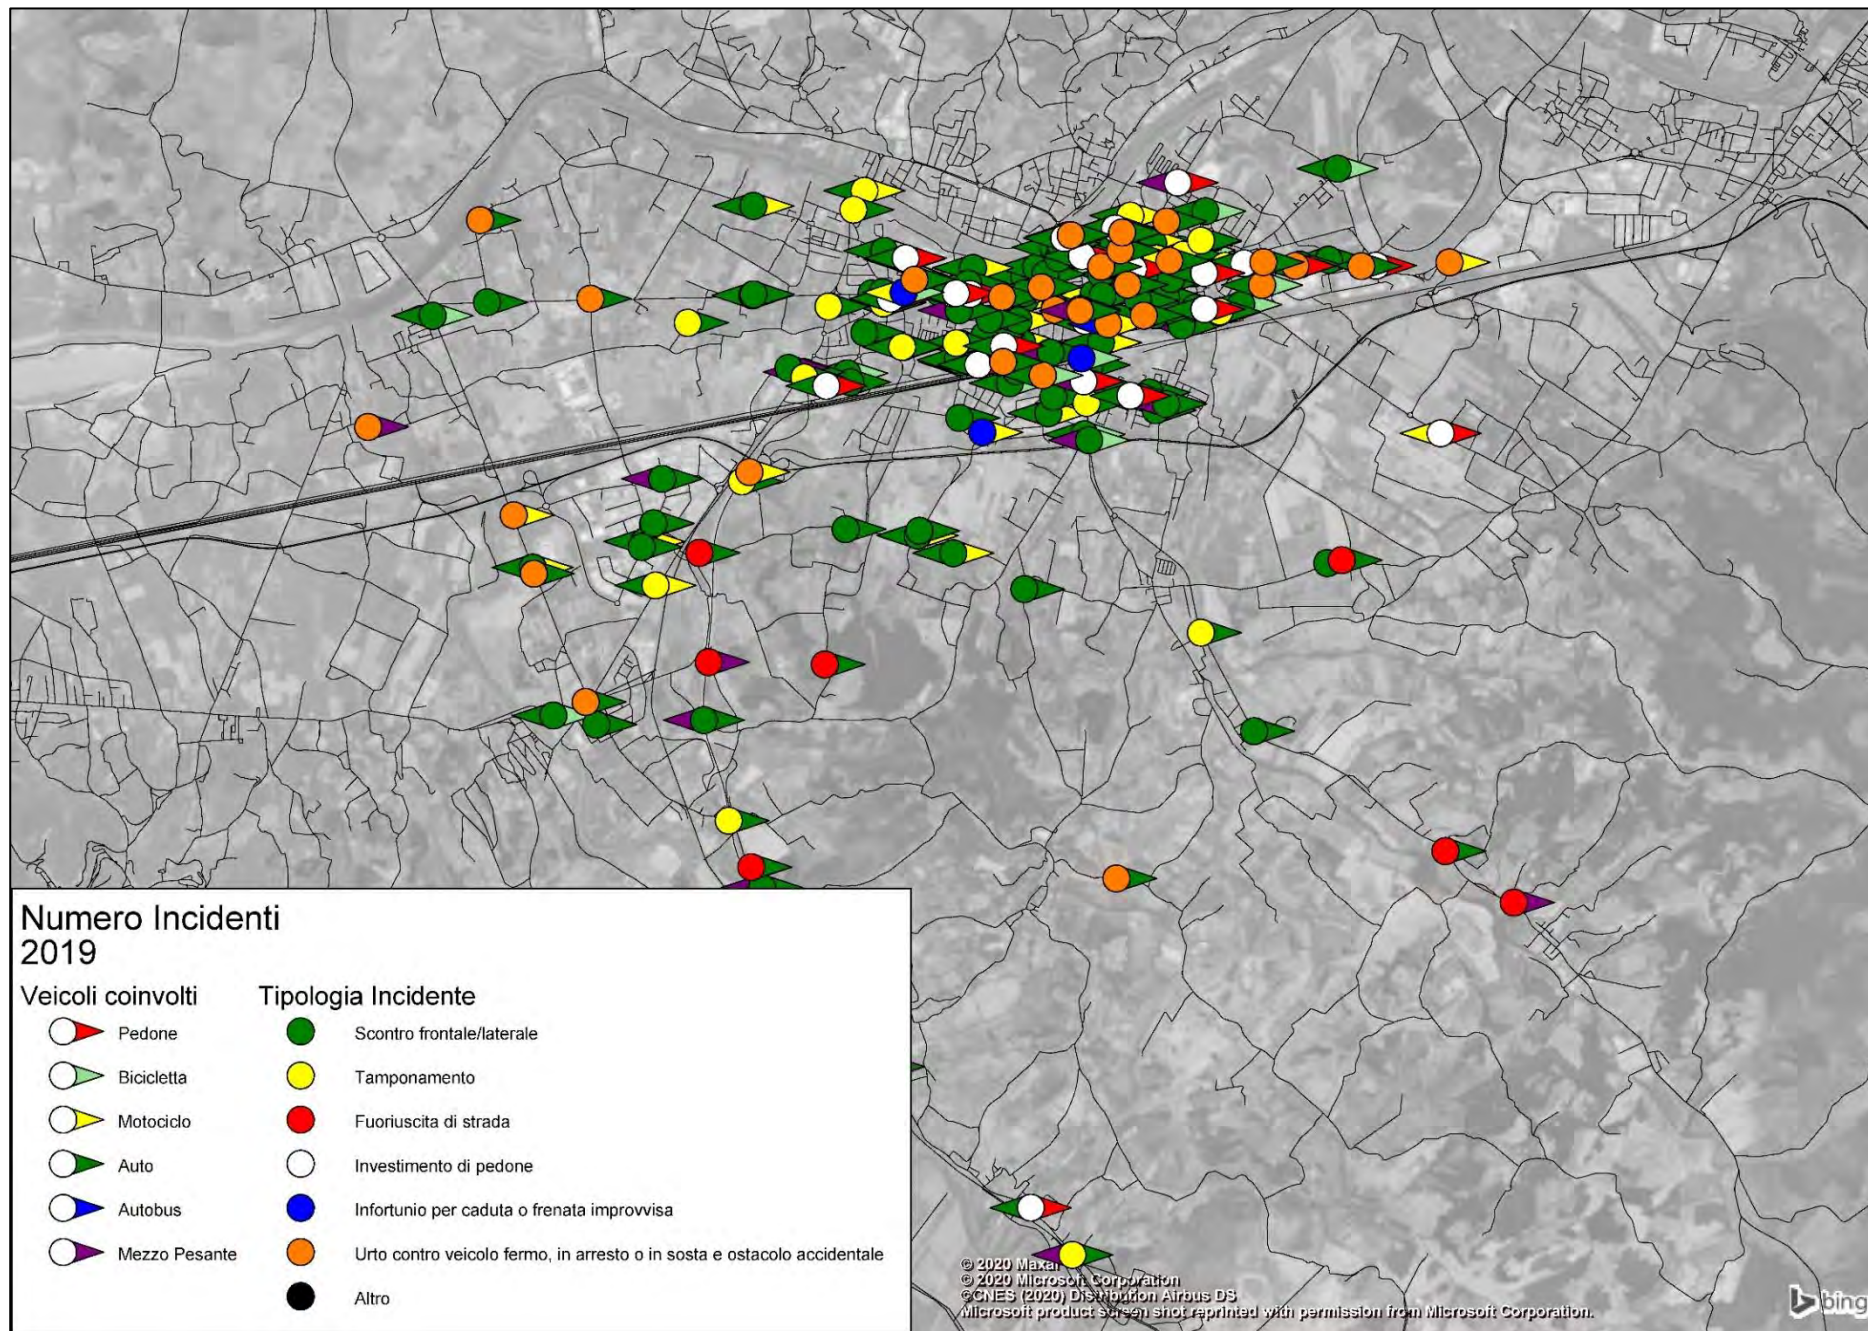 Numero Incidenti
2019
Veicoli coinvolti
Pedone
Bicicletta
Motociclo
Auto
Autobus
Mezzo Pesante
Tipologia Incidente
Scontro frontale/laterale
Tamponamento
Fuoriuscita di strada
Investimento di pedone
Infortunio per caduta o frenata improvvisa
Urto contro veicolo fermo, in arresto o in sosta e ostacolo accidentale
Altro
© 2020 Maxar
© 2020 Microsoft Corporation
©CNES (2020) Distribution Airbus DS
Microsoft product screen shot reprinted with permission from Microsoft Corporation.
bing